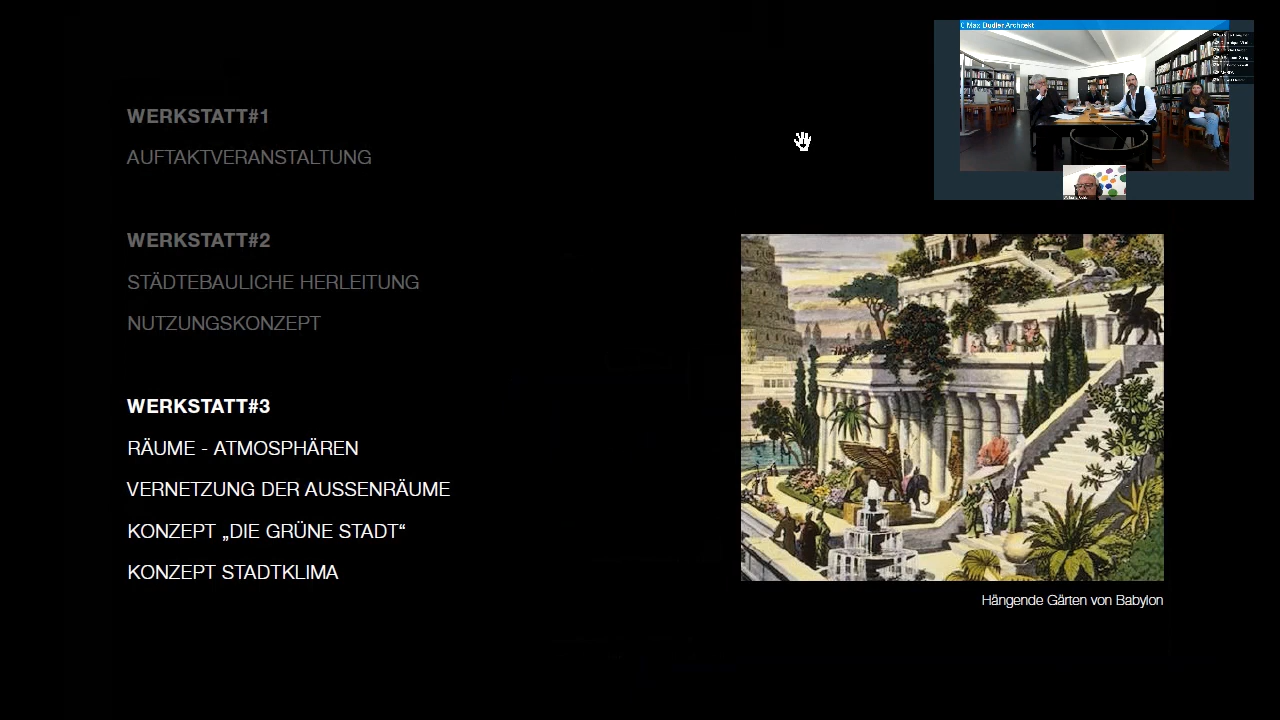 WERKSTATT#1
AUFTAKTVERANSTALTUNG
WERKSTATT#2
STÄDTEBAULICHE HERLEITUNG
NUTZUNGSKONZEPT
WERKSTATT#3
RÄUME - ATMOSPHÄREN
VERNETZUNG DER AUSSENRÄUME
KONZEPT „DIE GRÜNE STADT“
KONZEPT STADTKLIMA
Max Dudler Architekt
Hängende Gärten von Babylon